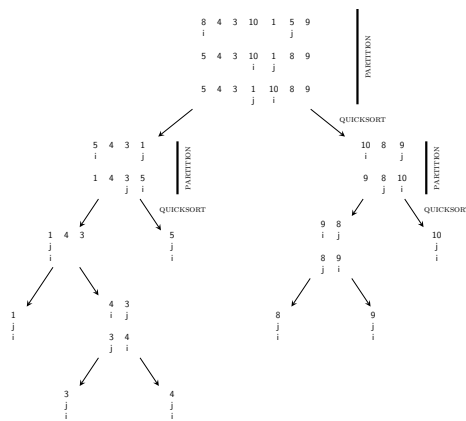 8 4 3 10 1 5 9
i j
5 4 3 10 1 8 9
i j
5 4 3 1 10 8 9
j i
PARTITION
QUICKSORT
5 4 3 1
i j
1 4 3 5
j i
PARTITION
QUICKSORT
10 8 9
i j
9 8 10
j i
PARTITION
QUICKSORT
1 4 3
j
i
5
j
i
9 8
i j
8 9
j i
10
j
i
1
j
i
4 3
i j
3 4
j i
8
j
i
9
j
i
3
j
i
4
j
i